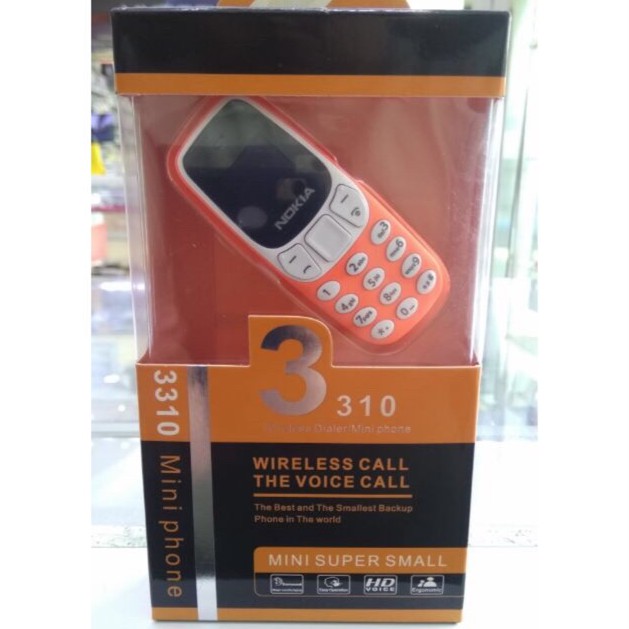 NOKIA
3
310
Dialer/Mini phone
3310 Mini phone
WIRELESS CALL
THE VOICE CALL
The Best and The Smallest Backup
Phone in The world
MINI SUPER SMALL
HD
VOICE
Ergonomic